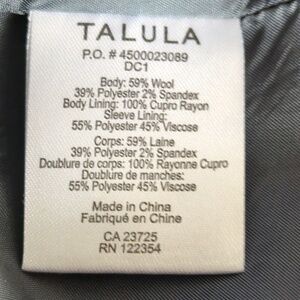 TALULA
P.O. # 4500023089
DC1
Body: 59% Wool
39% Polyester 2% Spandex
Body Lining: 100% Cupro Rayon
Sleeve Lining:
55% Polyester 45% Viscose
Corps: 59% Laine
39% Polyester 2% Spandex
Doublure de corps: 100% Rayonne Cupro
Doublure de manches:
55% Polyester 45% Viscose
Made in China
Fabriqué en Chine
CA 23725
RN 122354